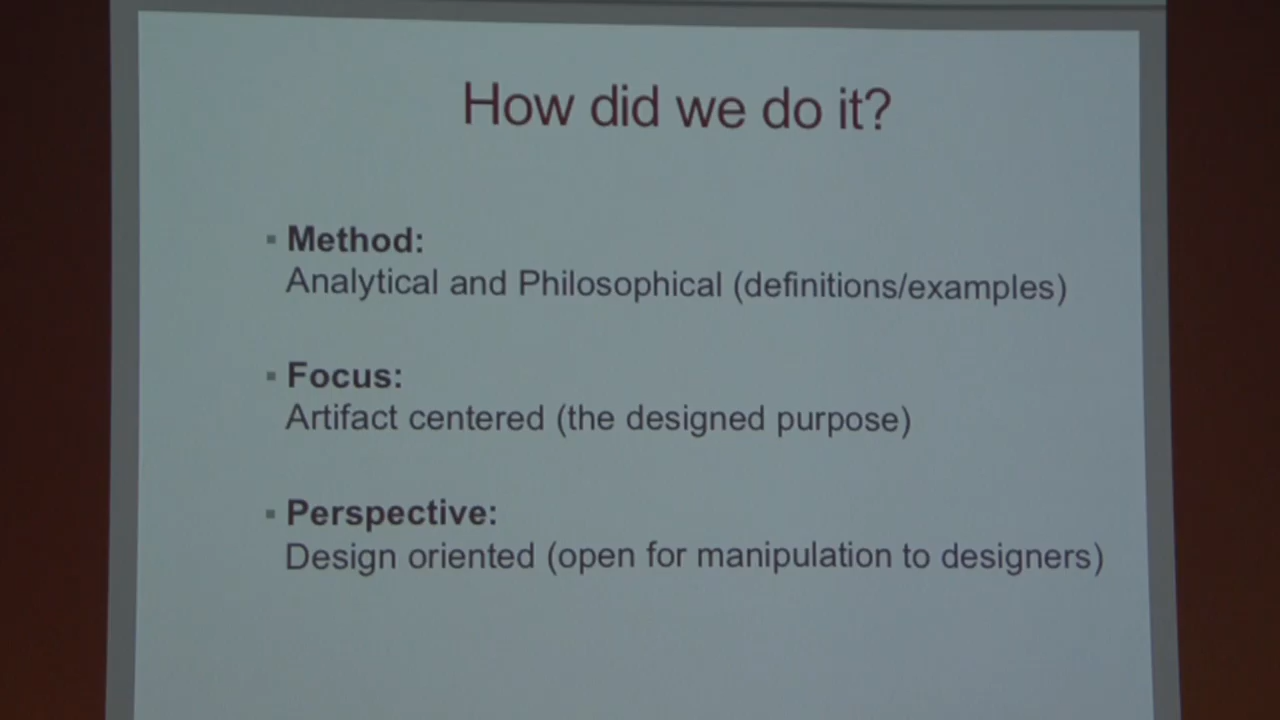 How did we do it?
▪ Method:
Analytical and Philosophical (definitions/examples)
▪ Focus:
Artifact centered (the designed purpose)
▪ Perspective:
Design oriented (open for manipulation to designers)